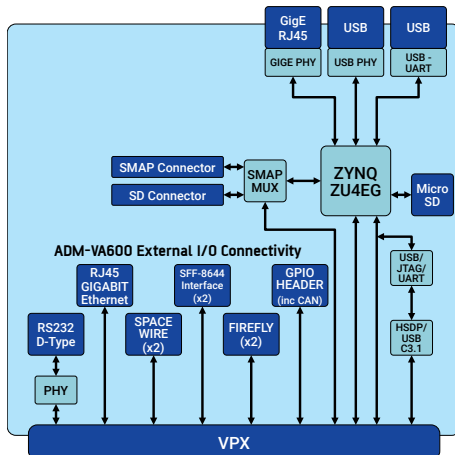 GigE
RJ45
USB
USB
GIGE PHY
USB PHY
USB -
UART
SMAP Connector
SD Connector
SMAP
MUX
ZYNQ
ZU4EG
Micro
SD
ADM-VA600 External I/O Connectivity
RJ45
GIGABIT
Ethernet
SFF-8644
Interface
(x2)
GPIO
HEADER
(inc CAN)
USB/
JTAG/
UART
RS232
D-Type
SPACE
WIRE
(x2)
FIREFLY
(x2)
HSDP/
USB
C3.1
PHY
VPX